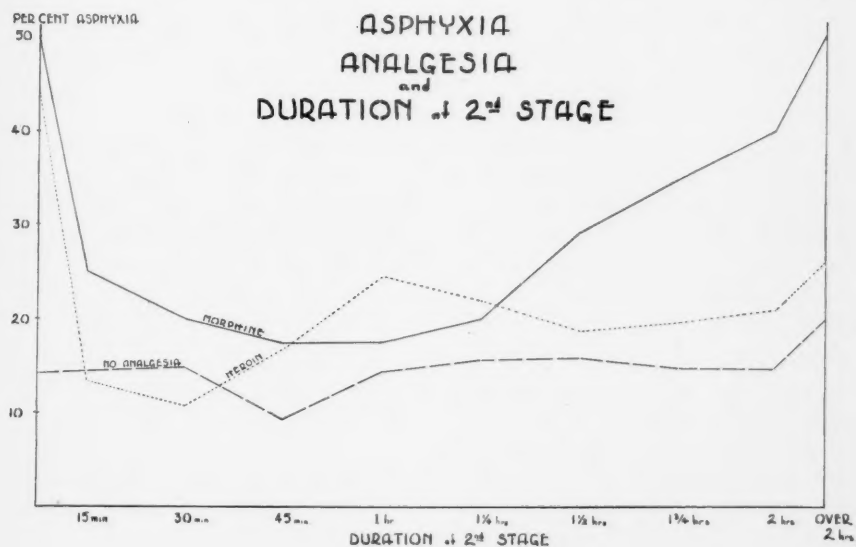 PER CENT ASPHYXIA
ASPHYXIA
ANALGESIA
and
DURATION of 2nd STAGE
50
40
30
20
10
MORPHINE
NO ANALGESIA
HEROIN
15 min
30 min
45 min
1 hr
1¼ hrs
1½ hrs
1¾ hrs
2 hrs
OVER
2 hrs
DURATION of 2nd STAGE